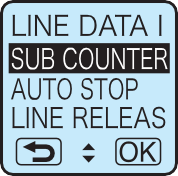 LINE DATA I
SUB COUNTER
AUTO STOP
LINE RELEAS
OK